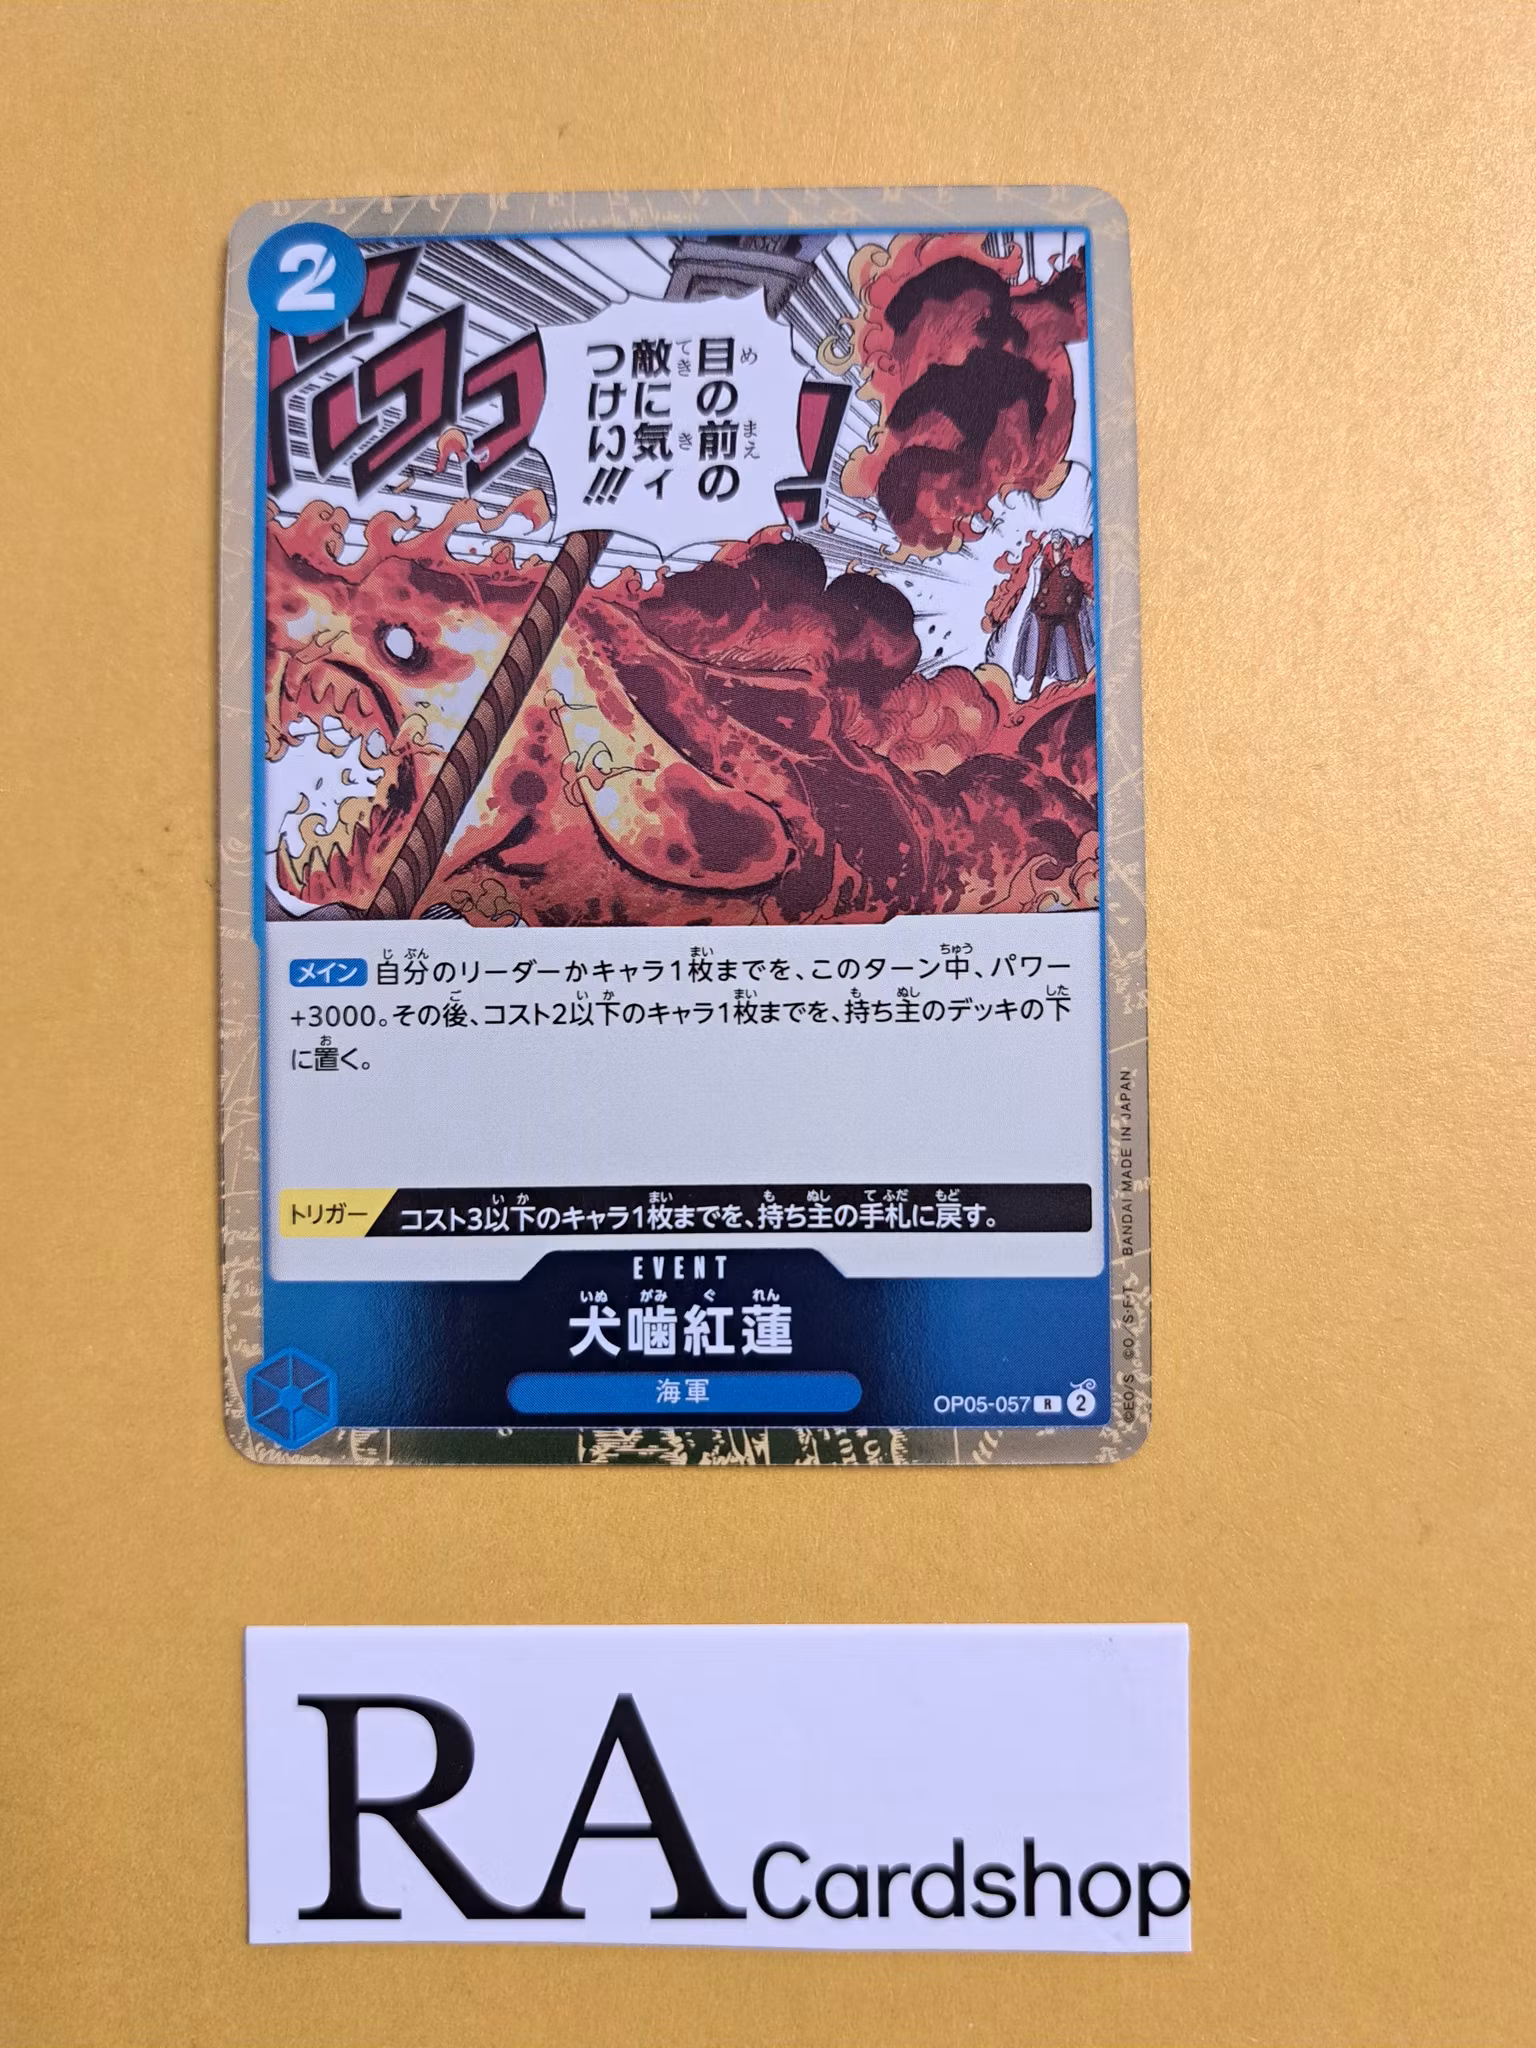 2
ドゴゴゴ!
目の前の
敵に気ィ
つけい!!!
メイン 自分のリーダーかキャラ1枚までを、このターン中、パワー
+3000。その後、コスト2以下のキャラ1枚までを、持ち主のデッキの下
に置く。
トリガー コスト3以下のキャラ1枚までを、持ち主の手札に戻す。
EVENT
犬噛紅蓮
海軍
OP05-057 R 2
©EO/S ©O/S・F・T BANDAI MADE IN JAPAN
RA Cardshop